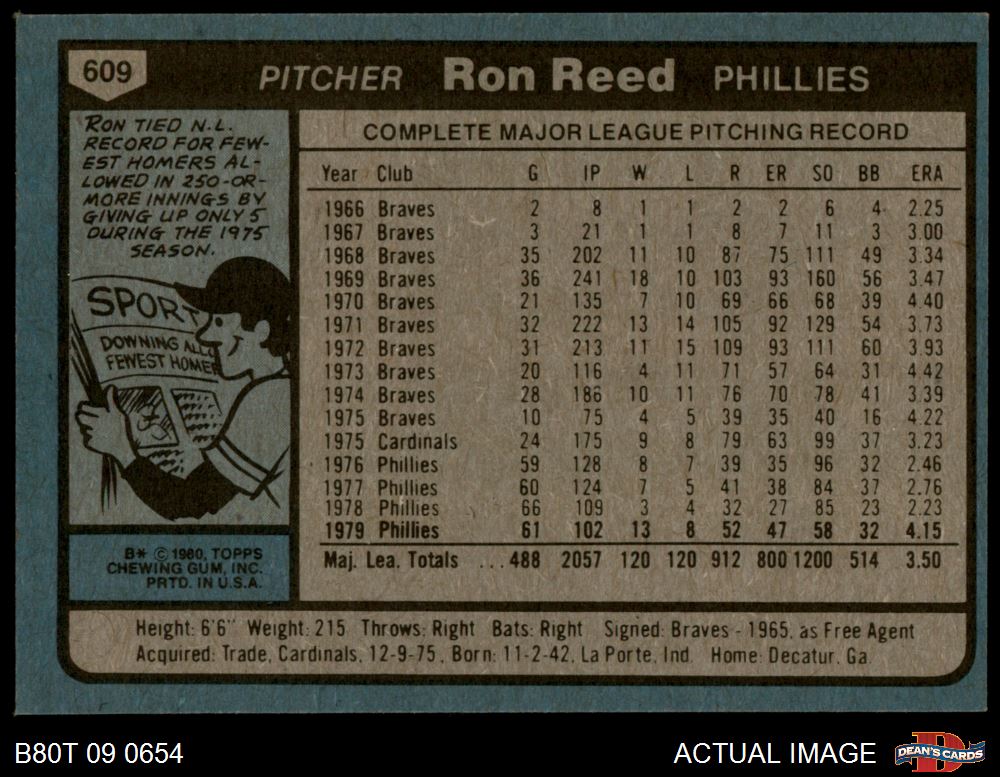 609
PITCHER Ron Reed PHILLIES
RON TIED N.L.
RECORD FOR FEW-
EST HOMERS AL-
LOWED IN 250-OR-
MORE INNINGS BY
GIVING UP ONLY 5
DURING THE 1975
SEASON.
SPORT
DOWNING ALLO
FEWEST HOMER
B* © 1980, TOPPS
CHEWING GUM, INC.
PRTD. IN U.S.A.
COMPLETE MAJOR LEAGUE PITCHING RECORD
Year Club G IP W L R ER SO BB ERA
1966 Braves 2 8 1 1 2 2 6 4 2.25
1967 Braves 3 21 1 1 8 7 11 3 3.00
1968 Braves 35 202 11 10 87 75 111 49 3.34
1969 Braves 36 241 18 10 103 93 160 56 3.47
1970 Braves 21 135 7 10 69 66 68 39 4.40
1971 Braves 32 222 13 14 105 92 129 54 3.73
1972 Braves 31 213 11 15 109 93 111 60 3.93
1973 Braves 20 116 4 11 71 57 64 31 4.42
1974 Braves 28 186 10 11 76 70 78 41 3.39
1975 Braves 10 75 4 5 39 35 40 16 4.22
1975 Cardinals 24 175 9 8 79 63 99 37 3.23
1976 Phillies 59 128 8 7 39 35 96 32 2.46
1977 Phillies 60 124 7 5 41 38 84 37 2.76
1978 Phillies 66 109 3 4 32 27 85 23 2.23
1979 Phillies 61 102 13 8 52 47 58 32 4.15
Maj. Lea. Totals ...488 2057 120 120 912 800 1200 514 3.50
Height: 6'6" Weight: 215 Throws: Right Bats: Right Signed: Braves - 1965, as Free Agent
Acquired: Trade, Cardinals, 12-9-75, Born: 11-2-42, La Porte, Ind. Home: Decatur, Ga.
B80T 09 0654
ACTUAL IMAGE
D
DEAN'S CARDS